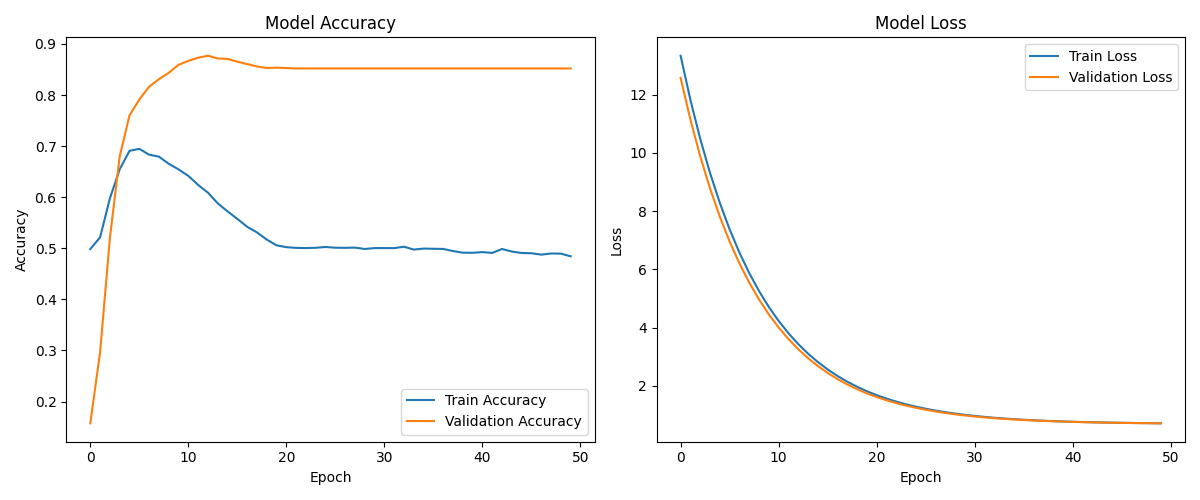 Model Accuracy
0.9
0.8
0.7
0.6
0.5
0.4
0.3
0.2
Accuracy
0 10 20 30 40 50
Epoch
Train Accuracy
Validation Accuracy
Model Loss
12
10
8
6
4
2
Loss
0 10 20 30 40 50
Epoch
Train Loss
Validation Loss